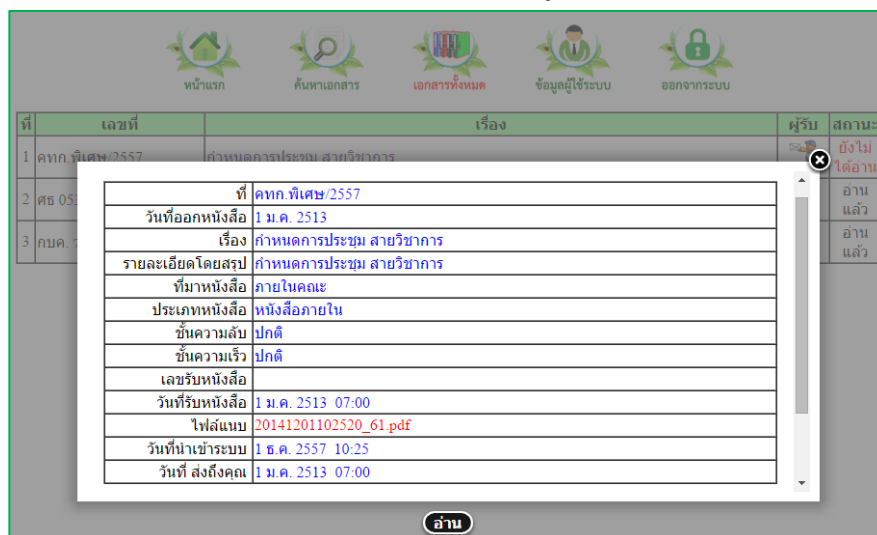 หน้าแรก ค้นหาเอกสาร เอกสารทั้งหมด ข้อมูลผู้ใช้ระบบ ออกจากระบบ
ที่ เลขที่ เรื่อง ผู้รับ สถานะ
1 คทก.พิเศษ/2557 กำหนดการประชุม สายวิชาการ ยังไม่ได้อ่าน
2 ศธ 05 อ่านแล้ว
3 กบค. อ่านแล้ว
ที่ คทก.พิเศษ/2557
วันที่ออกหนังสือ 1 ม.ค. 2513
เรื่อง กำหนดการประชุม สายวิชาการ
รายละเอียดโดยสรุป กำหนดการประชุม สายวิชาการ
ที่มาหนังสือ ภายในคณะ
ประเภทหนังสือ หนังสือภายใน
ชั้นความลับ ปกติ
ชั้นความเร็ว ปกติ
เลขรับหนังสือ
วันที่รับหนังสือ 1 ม.ค. 2513 07:00
ไฟล์แนบ 20141201102520_61.pdf
วันที่นำเข้าระบบ 1 ธ.ค. 2557 10:25
วันที่ ส่งถึงคุณ 1 ม.ค. 2513 07:00
อ่าน